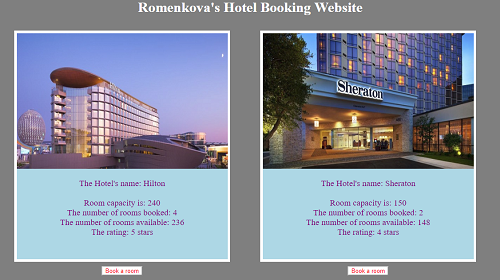 Romenkova's Hotel Booking Website
Sheraton
The Hotel's name: Hilton
Room capacity is: 240
The number of rooms booked: 4
The number of rooms available: 236
The rating: 5 stars
Book a room
The Hotel's name: Sheraton
Room capacity is: 150
The number of rooms booked: 2
The number of rooms available: 148
The rating: 4 stars
Book a room